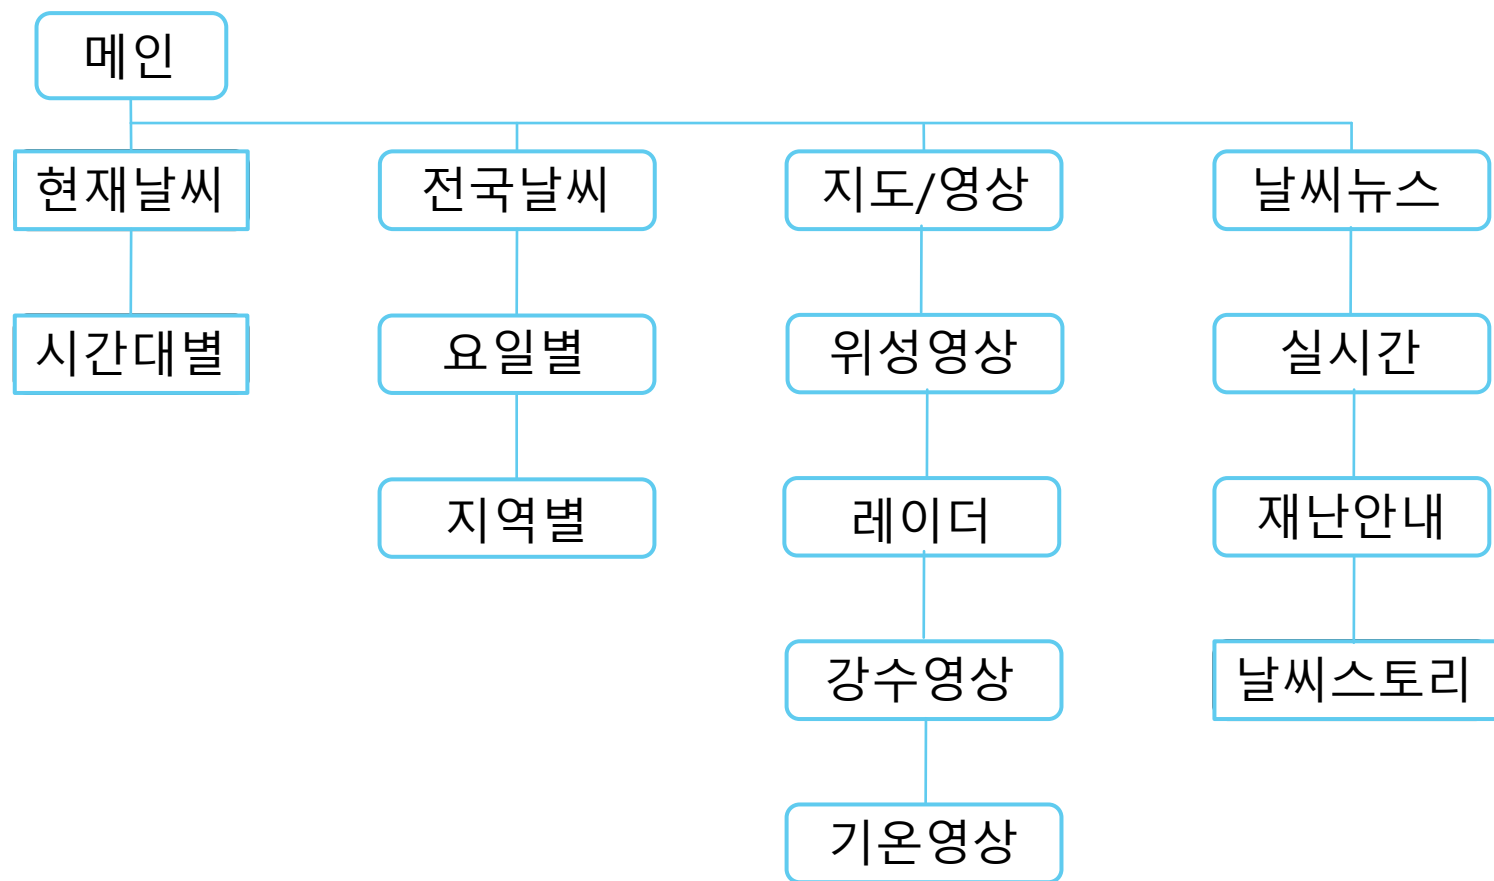 메인
현재날씨
전국날씨
지도/영상
날씨뉴스
시간대별
요일별
위성영상
실시간
지역별
레이더
재난안내
강수영상
날씨스토리
기온영상